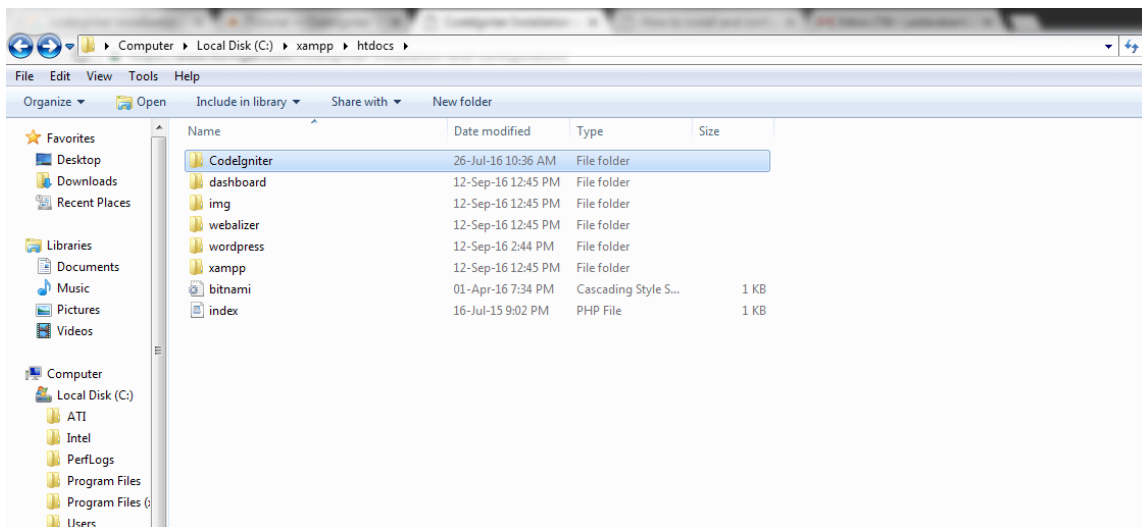 Computer ▸ Local Disk (C:) ▸ xampp ▸ htdocs ▸
File Edit View Tools Help
Organize Open Include in library Share with New folder
Favorites
Desktop
Downloads
Recent Places
Libraries
Documents
Music
Pictures
Videos
Computer
Local Disk (C:)
ATI
Intel
PerfLogs
Program Files
Program Files (
Users
Name Date modified Type Size
CodeIgniter 26-Jul-16 10:36 AM File folder
dashboard 12-Sep-16 12:45 PM File folder
img 12-Sep-16 12:45 PM File folder
webalizer 12-Sep-16 12:45 PM File folder
wordpress 12-Sep-16 2:44 PM File folder
xampp 12-Sep-16 12:45 PM File folder
bitnami 01-Apr-16 7:34 PM Cascading Style S... 1 KB
index 16-Jul-15 9:02 PM PHP File 1 KB